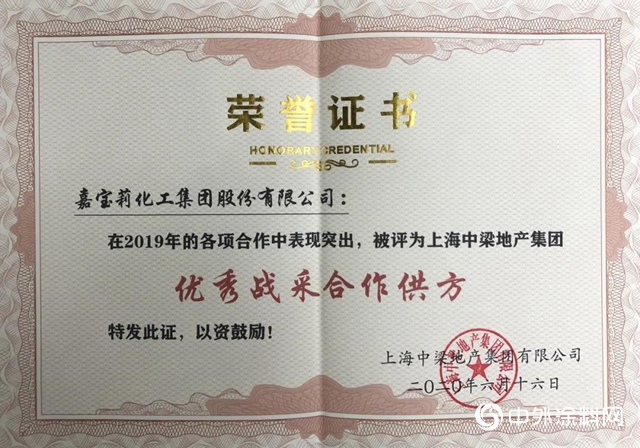 荣誉证书
HONORARY CREDENTIAL
嘉宝莉化工集团股份有限公司：
在2019年的各项合作中表现突出，被评为上海中梁地产集团
优秀战采合作供方
特发此证，以资鼓励！
上海中梁地产集团有限公司
二〇二〇年六月十六日
中外涂料网